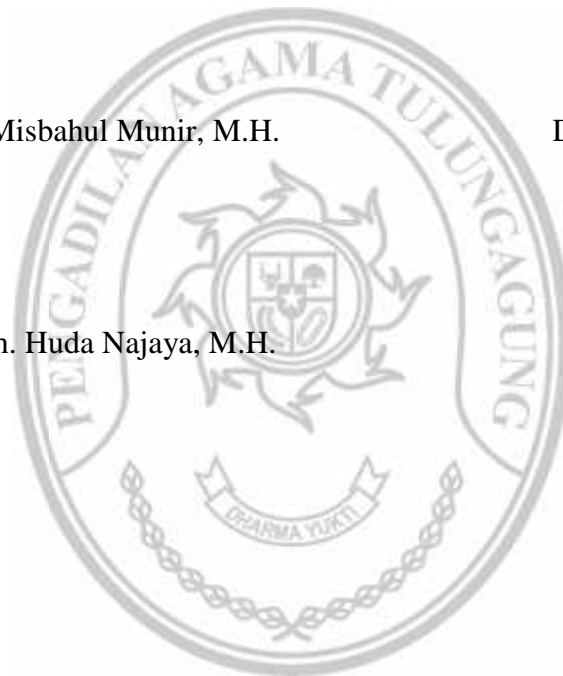 PENGADILAN AGAMA TULUNGAGUNG
Misbahul Munir, M.H. D
n. Huda Najaya, M.H.
DHARMA YUKTI